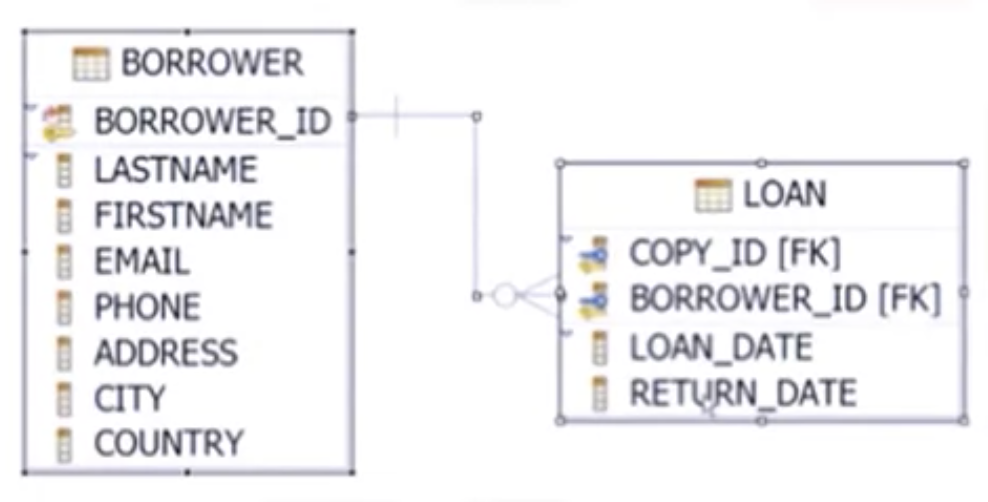 BORROWER
BORROWER_ID
LASTNAME
FIRSTNAME
EMAIL
PHONE
ADDRESS
CITY
COUNTRY
LOAN
COPY_ID [FK]
BORROWER_ID [FK]
LOAN_DATE
RETURN_DATE